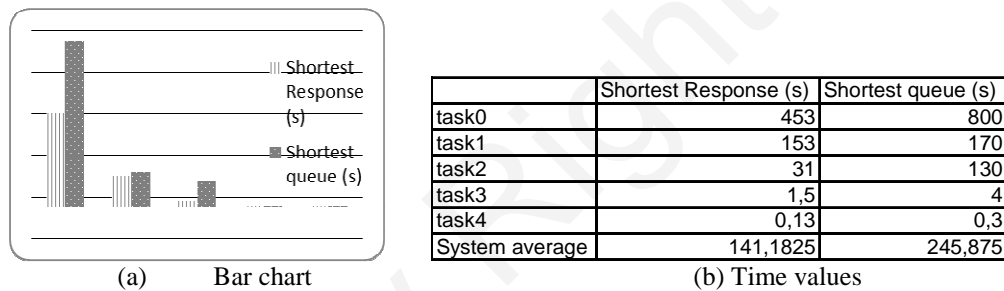 Shortest
Response
(s)
Shortest
queue (s)
(a) Bar chart
Shortest Response (s) Shortest queue (s)
task0 453 800
task1 153 170
task2 31 130
task3 1,5 4
task4 0,13 0,3
System average 141,1825 245,875
(b) Time values
Right